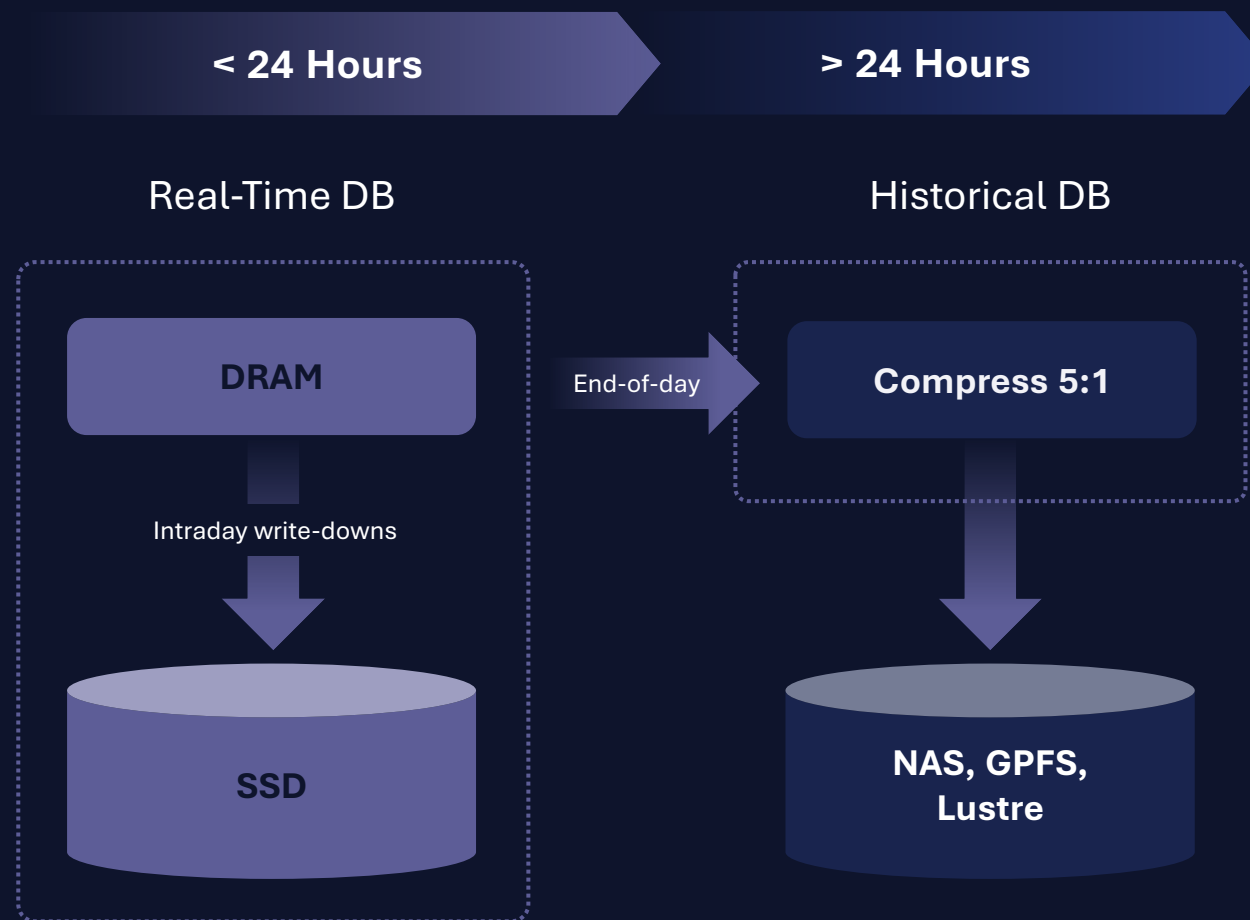 < 24 Hours
> 24 Hours
Real-Time DB
Historical DB
DRAM
End-of-day
Compress 5:1
Intraday write-downs
SSD
NAS, GPFS,
Lustre